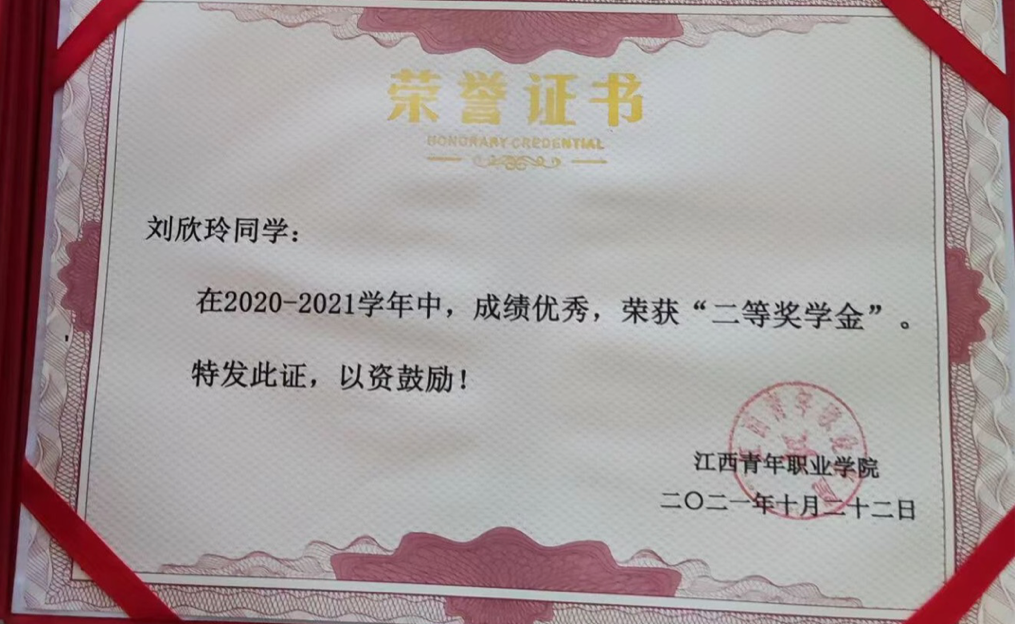 荣誉证书
HONORARY CREDENTIAL
刘欣玲同学：
在2020-2021学年中，成绩优秀，荣获“二等奖学金”。
特发此证，以资鼓励！
江西青年职业学院
二〇二一年十月二十二日